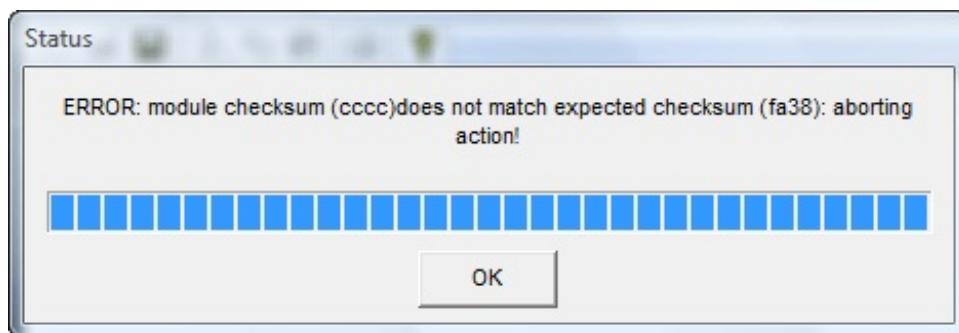 Status
ERROR: module checksum (cccc)does not match expected checksum (fa38): aborting
action!
OK